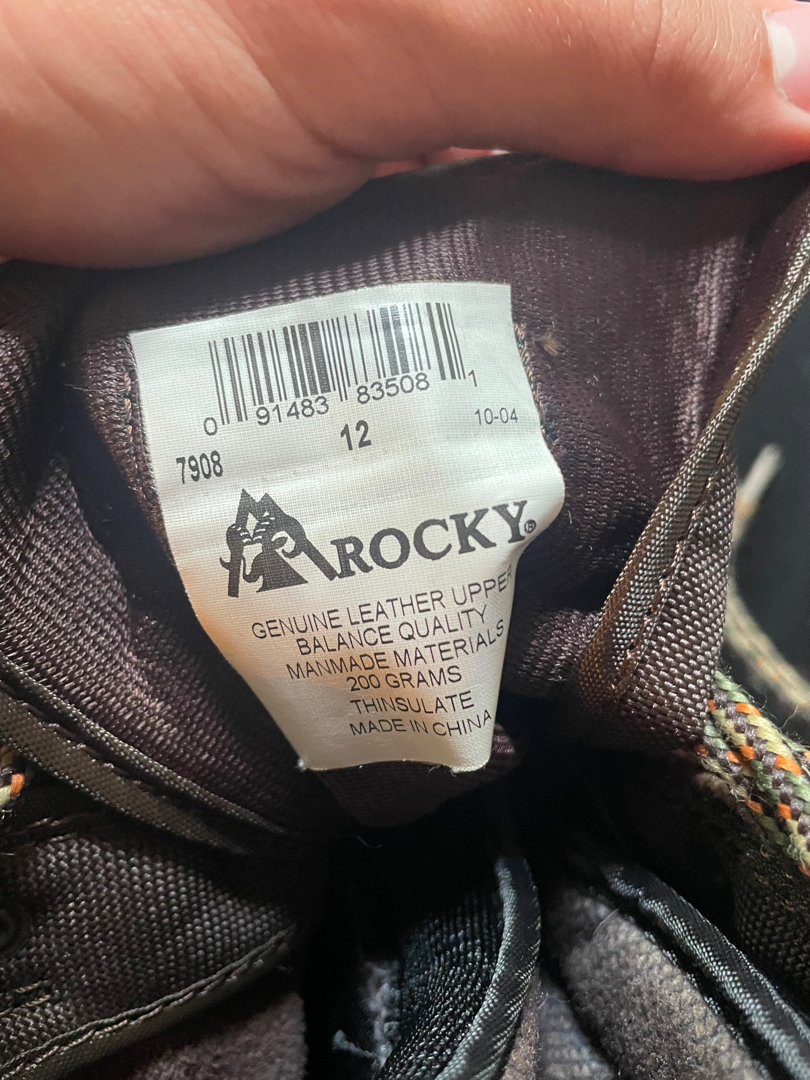 0 91483 83508 1
7908 12 10-04
ROCKY®
GENUINE LEATHER UPPER
BALANCE QUALITY
MANMADE MATERIALS
200 GRAMS
THINSULATE
MADE IN CHINA